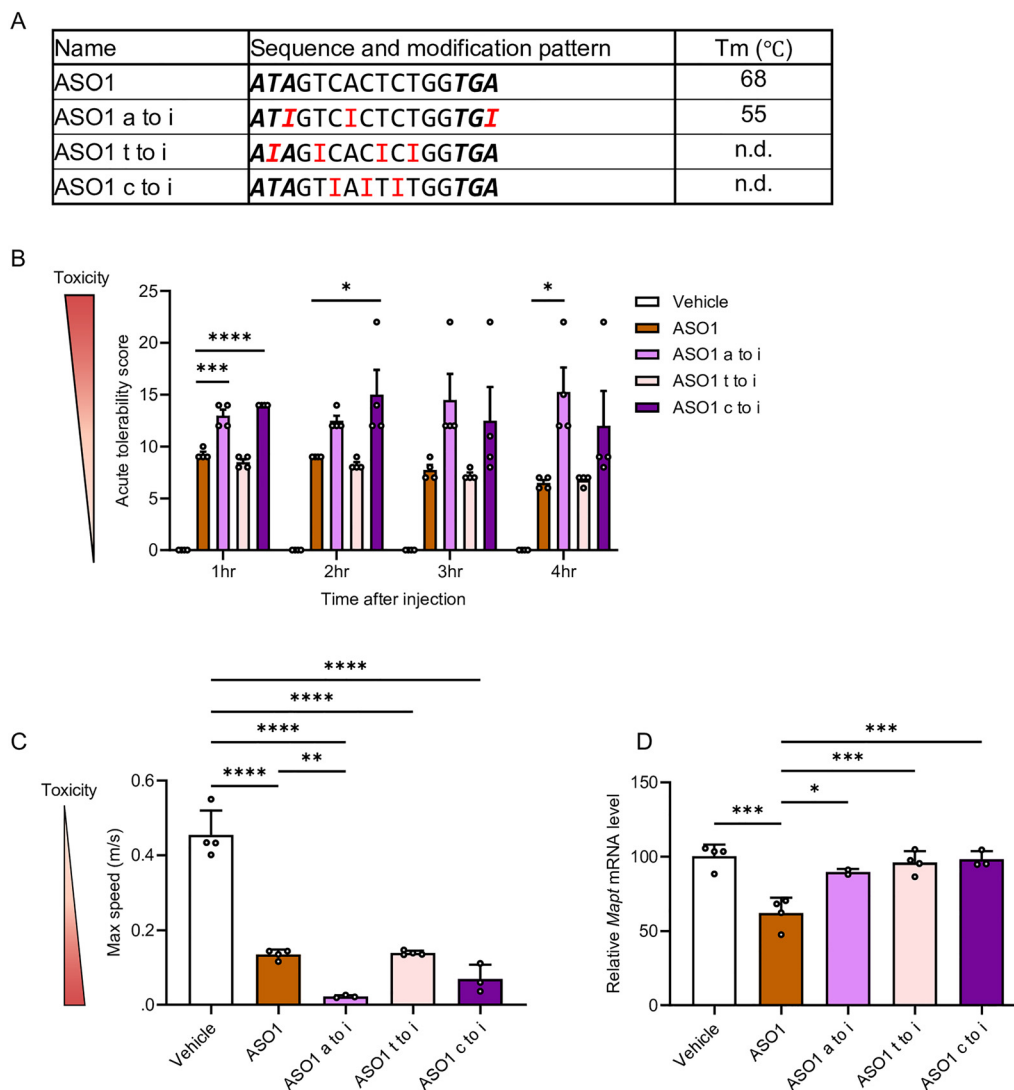 A
Name Sequence and modification pattern Tm (℃)
ASO1 ATAGTCACTCTGGTGA 68
ASO1 a to i ATIGTCICTCTGGTGI 55
ASO1 t to i AIAGICACICIGGTGA n.d.
ASO1 c to i ATAGTIAITITGGTGA n.d.
B
Toxicity
Acute tolerability score
25
20
15
10
5
0
*
*
****
***
1hr 2hr 3hr 4hr
Time after injection
Vehicle
ASO1
ASO1 a to i
ASO1 t to i
ASO1 c to i
C
Toxicity
Max speed (m/s)
****
****
****
**
****
0.6
0.4
0.2
.0
Vehicle
ASO1
ASO1 a to i
ASO1 t to i
ASO1 c to i
D
Relative Mapt mRNA level
***
***
*
***
150
100
50
0
Vehicle
ASO1
ASO1 a to i
ASO1 t to i
ASO1 c to i